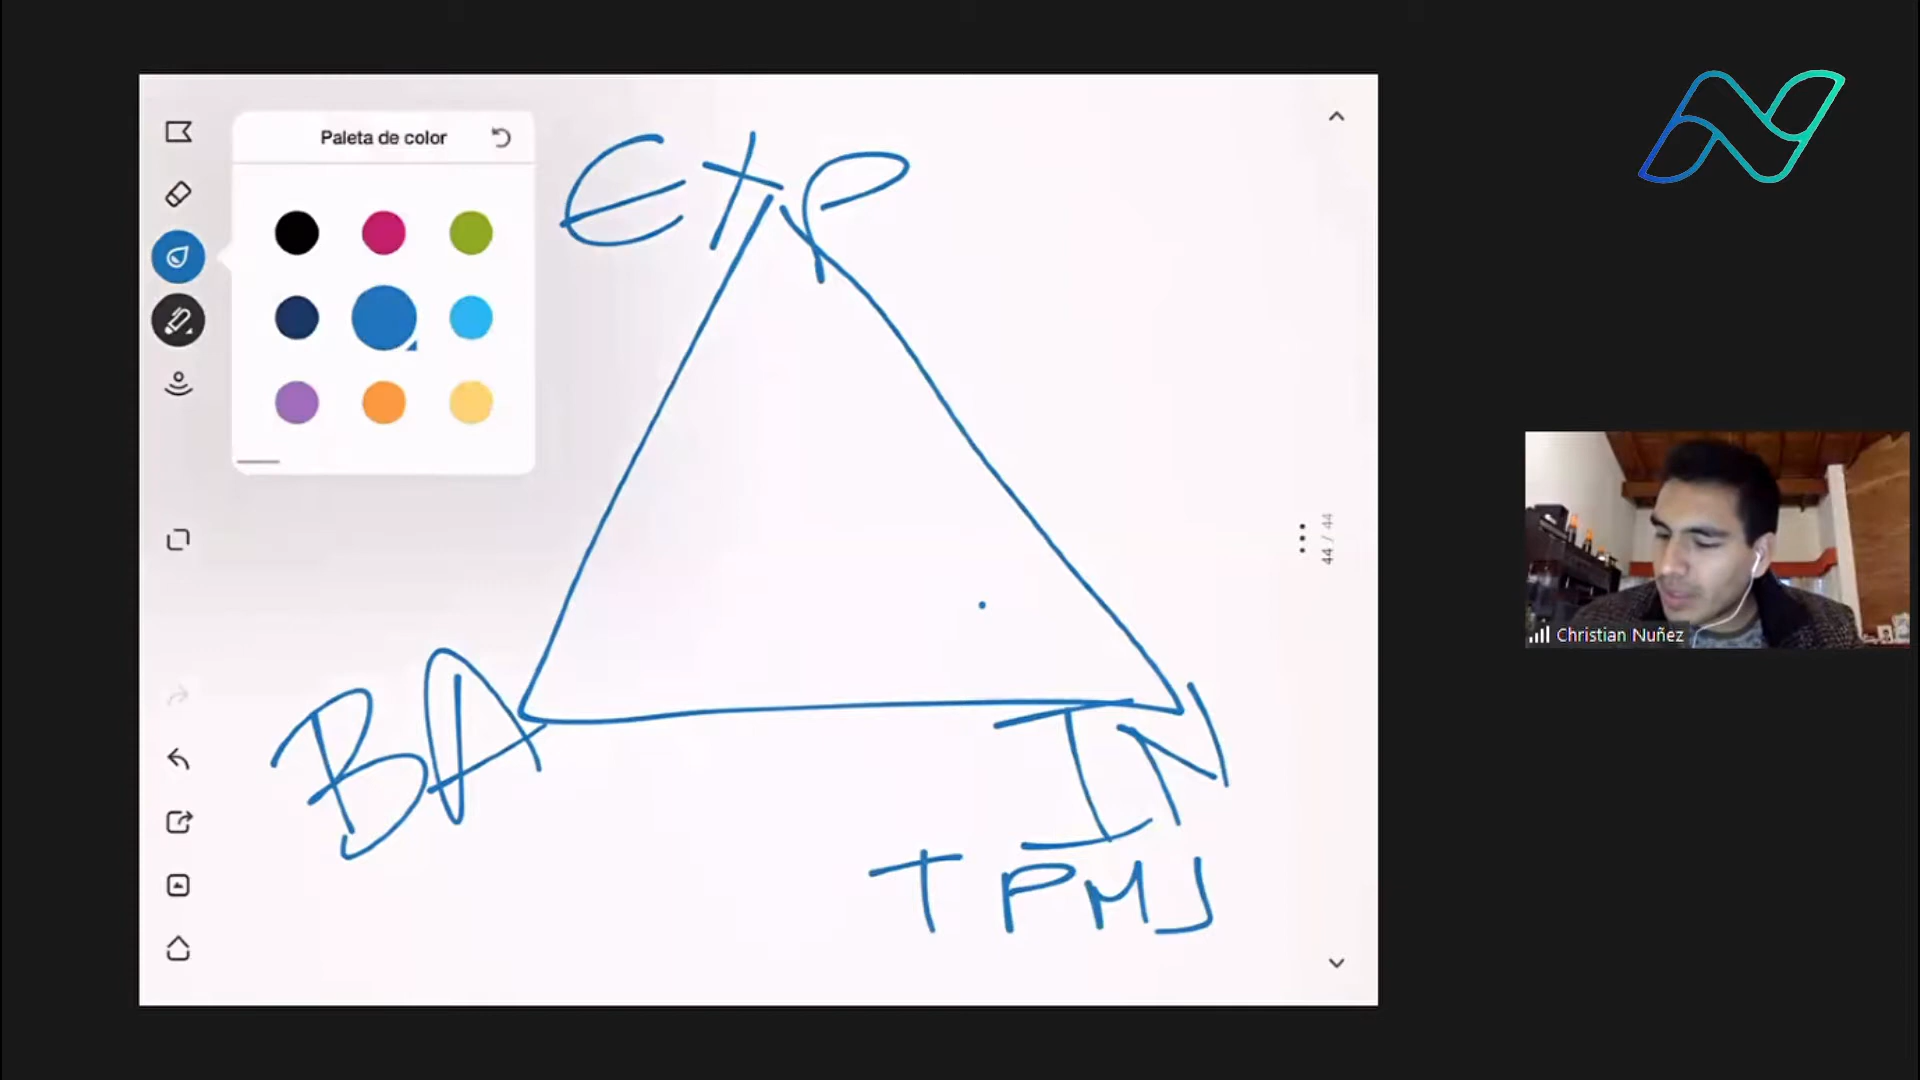 Paleta de color
EXP
44 / 44
BA
IN
TPMJ
Christian Nuñez